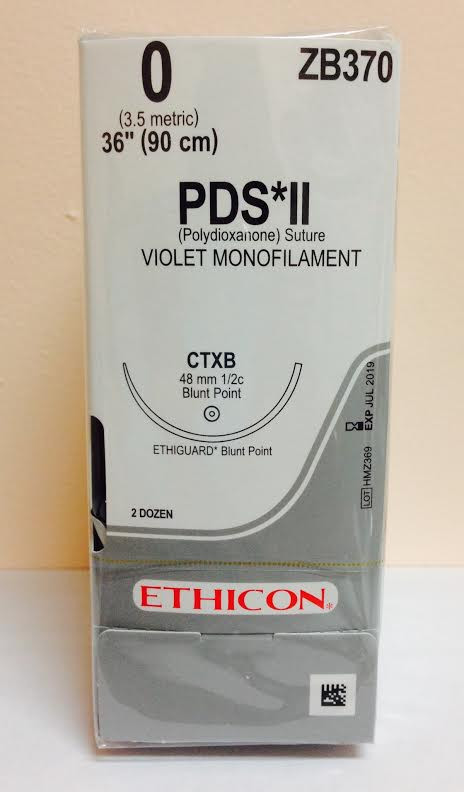 0
ZB370
(3.5 metric)
36" (90 cm)
PDS*II
(Polydioxanone) Suture
VIOLET MONOFILAMENT
CTXB
48 mm 1/2c
Blunt Point
ETHIGUARD* Blunt Point
EXP JUL 2019
LOT HMZ369
2 DOZEN
ETHICON*